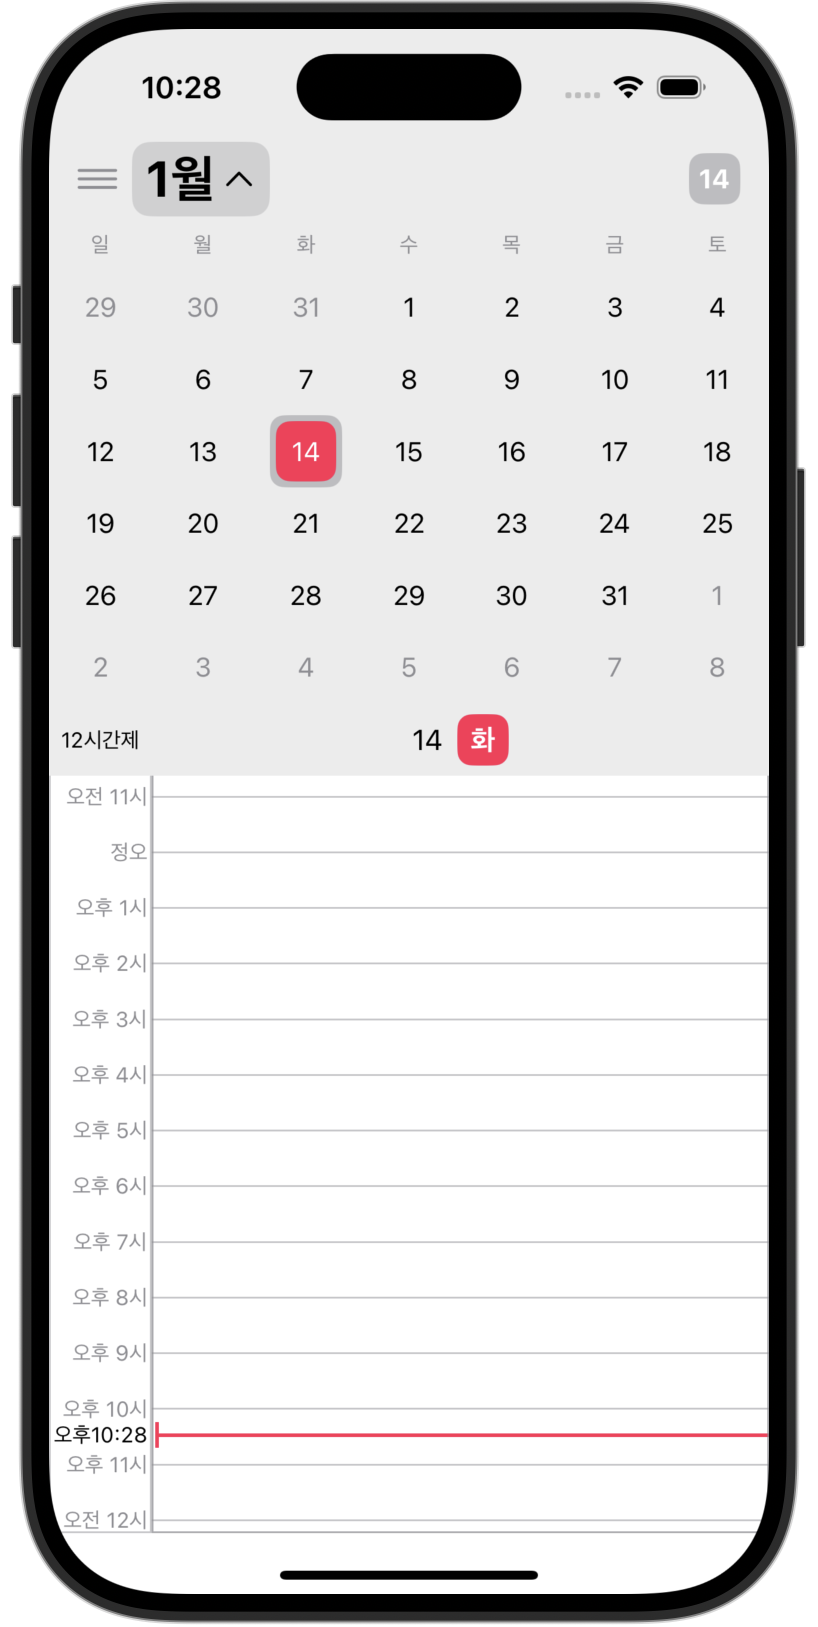 10:28
1월 14
일 월 화 수 목 금 토
29 30 31 1 2 3 4
5 6 7 8 9 10 11
12 13 14 15 16 17 18
19 20 21 22 23 24 25
26 27 28 29 30 31 1
2 3 4 5 6 7 8
12시간제 14 화
오전 11시
정오
오후 1시
오후 2시
오후 3시
오후 4시
오후 5시
오후 6시
오후 7시
오후 8시
오후 9시
오후 10시
오후10:28
오후 11시
오전 12시